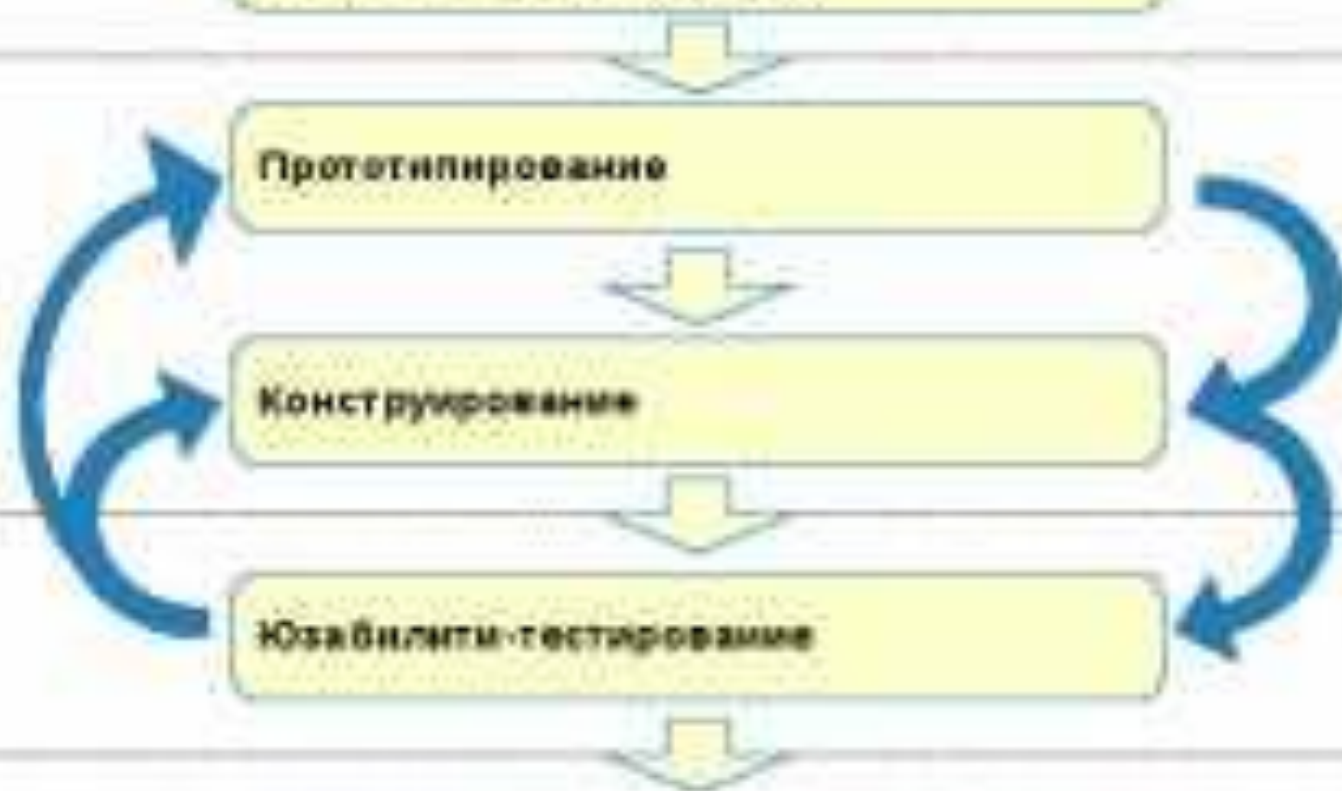 Прототипирование
Конструирование
Юзабилити-тестирование